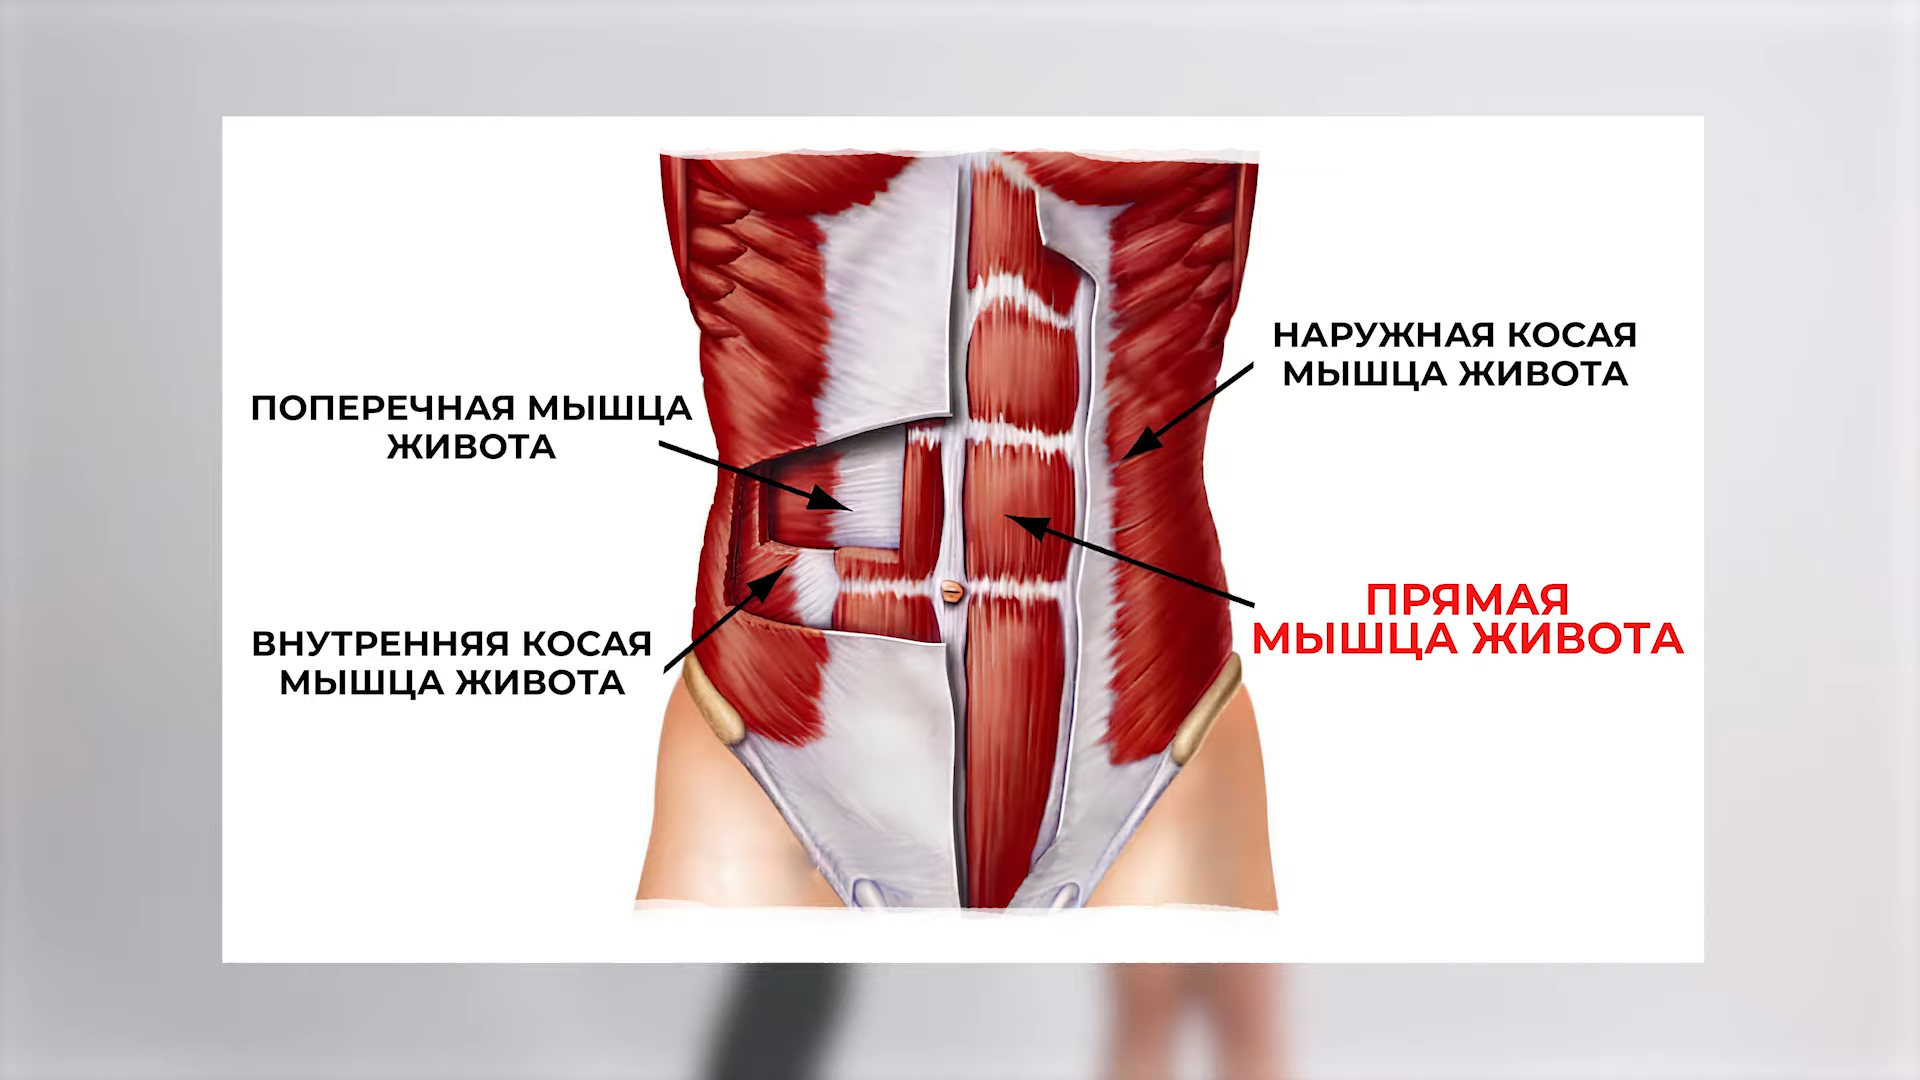 ПОПЕРЕЧНАЯ МЫШЦА
ЖИВОТА
ВНУТРЕННЯЯ КОСАЯ
МЫШЦА ЖИВОТА
НАРУЖНАЯ КОСАЯ
МЫШЦА ЖИВОТА
ПРЯМАЯ
МЫШЦА ЖИВОТА